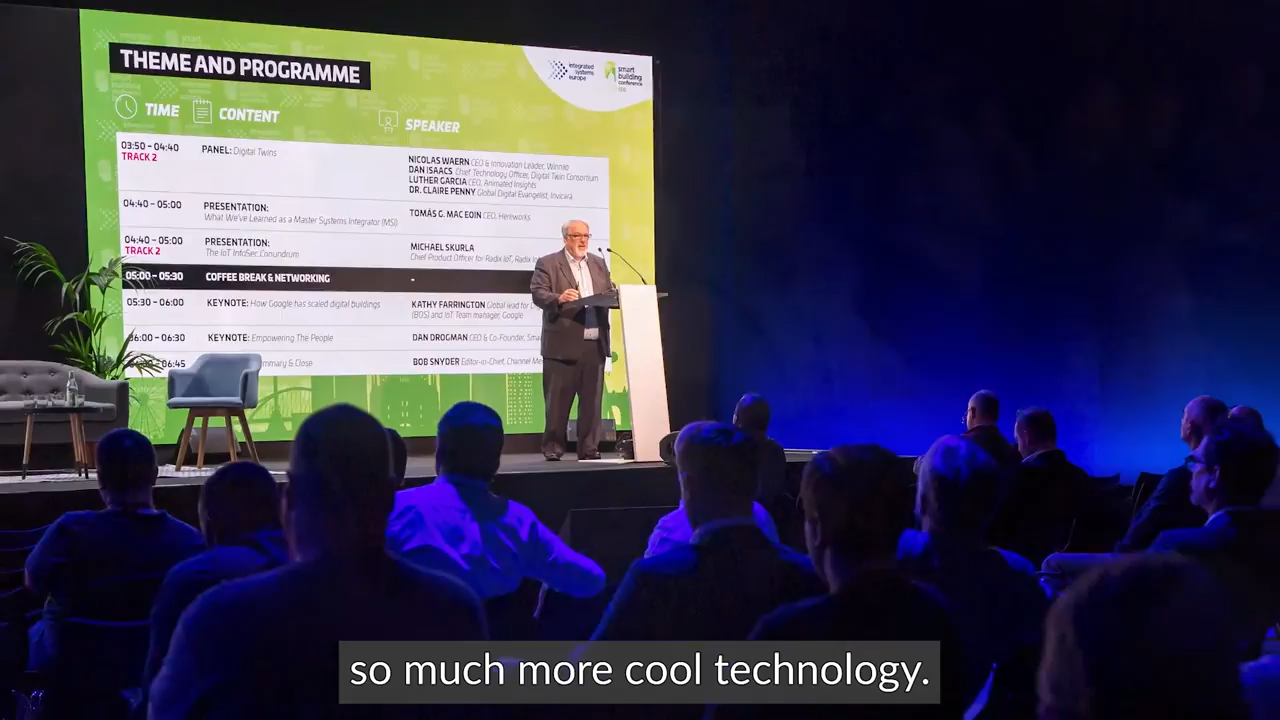 THEME AND PROGRAMME
integrated
systems
europe
smart
building
conference
TIME
CONTENT
SPEAKER
03:50 – 04:40
TRACK 2
PANEL: Digital Twins
NICOLAS WAERN CEO & Innovation Leader, Winniio
DAN ISAACS Chief Technology Officer, Digital Twin Consortium
LUTHER GARCIA CEO, Animated Insights
DR. CLAIRE PENNY Global Digital Evangelist, Invicara
04:40 – 05:00
PRESENTATION:
What We've Learned as a Master Systems Integrator (MSI)
TOMÁS G. MAC EOIN CEO, Hereworks
04:40 – 05:00
TRACK 2
PRESENTATION:
The IoT InfoSec Conundrum
MICHAEL SKURLA
Chief Product Officer for Radix IoT, Radix
05:00 – 05:30
COFFEE BREAK & NETWORKING
-
05:30 – 06:00
KEYNOTE: How Google has scaled digital buildings
KATHY FARRINGTON Global lead for
(BOS) and IoT Team manager, Google
06:00 – 06:30
KEYNOTE: Empowering The People
DAN DROGMAN CEO & Co-Founder,
06:45
& Close
BOB SNYDER Editor-in-Chief, Channel
so much more cool technology.